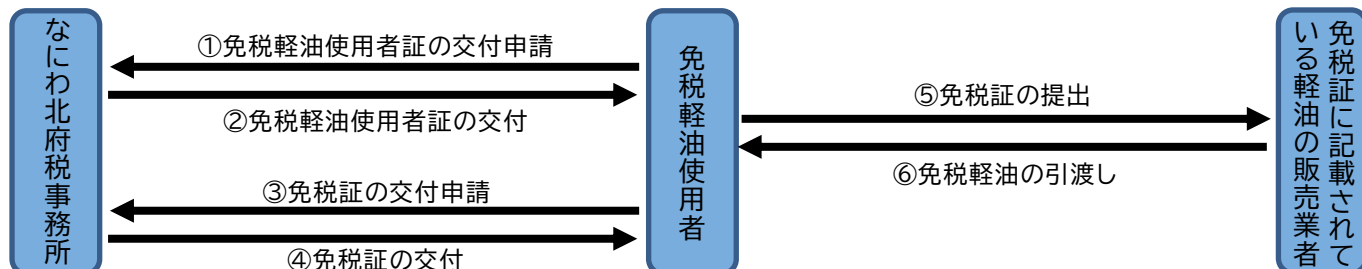 なにわ北府税事務所
①免税軽油使用者証の交付申請
②免税軽油使用者証の交付
③免税証の交付申請
④免税証の交付
免税軽油使用者
⑤免税証の提出
⑥免税軽油の引渡し
免税証に記載されて
いる軽油の販売業者